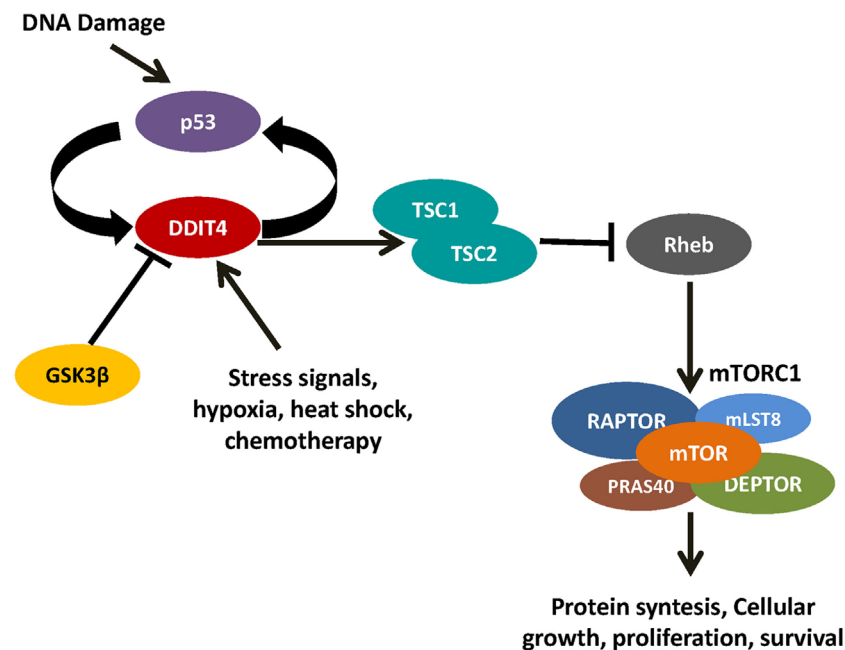 DNA Damage
p53
DDIT4
TSC1
TSC2
Rheb
GSK3β
Stress signals,
hypoxia, heat shock,
chemotherapy
mTORC1
RAPTOR
mLST8
mTOR
PRAS40
DEPTOR
Protein syntesis, Cellular
growth, proliferation, survival